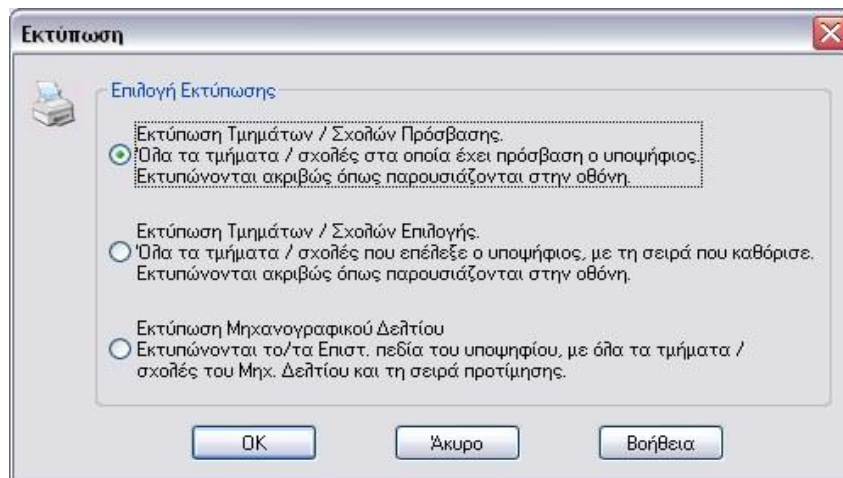 Εκτύπωση
Επιλογή Εκτύπωσης
Εκτύπωση Τμημάτων / Σχολών Πρόσβασης.
Όλα τα τμήματα / σχολές στα οποία έχει πρόσβαση ο υποψήφιος.
Εκτυπώνονται ακριβώς όπως παρουσιάζονται στην οθόνη.
Εκτύπωση Τμημάτων / Σχολών Επιλογής.
Όλα τα τμήματα / σχολές που επέλεξε ο υποψήφιος, με τη σειρά που καθόρισε.
Εκτυπώνονται ακριβώς όπως παρουσιάζονται στην οθόνη.
Εκτύπωση Μηχανογραφικού Δελτίου
Εκτυπώνονται το/τα Επιστ. πεδία του υποψηφίου, με όλα τα τμήματα /
σχολές του Μηχ. Δελτίου και τη σειρά προτίμησης.
OK Άκυρο Βοήθεια